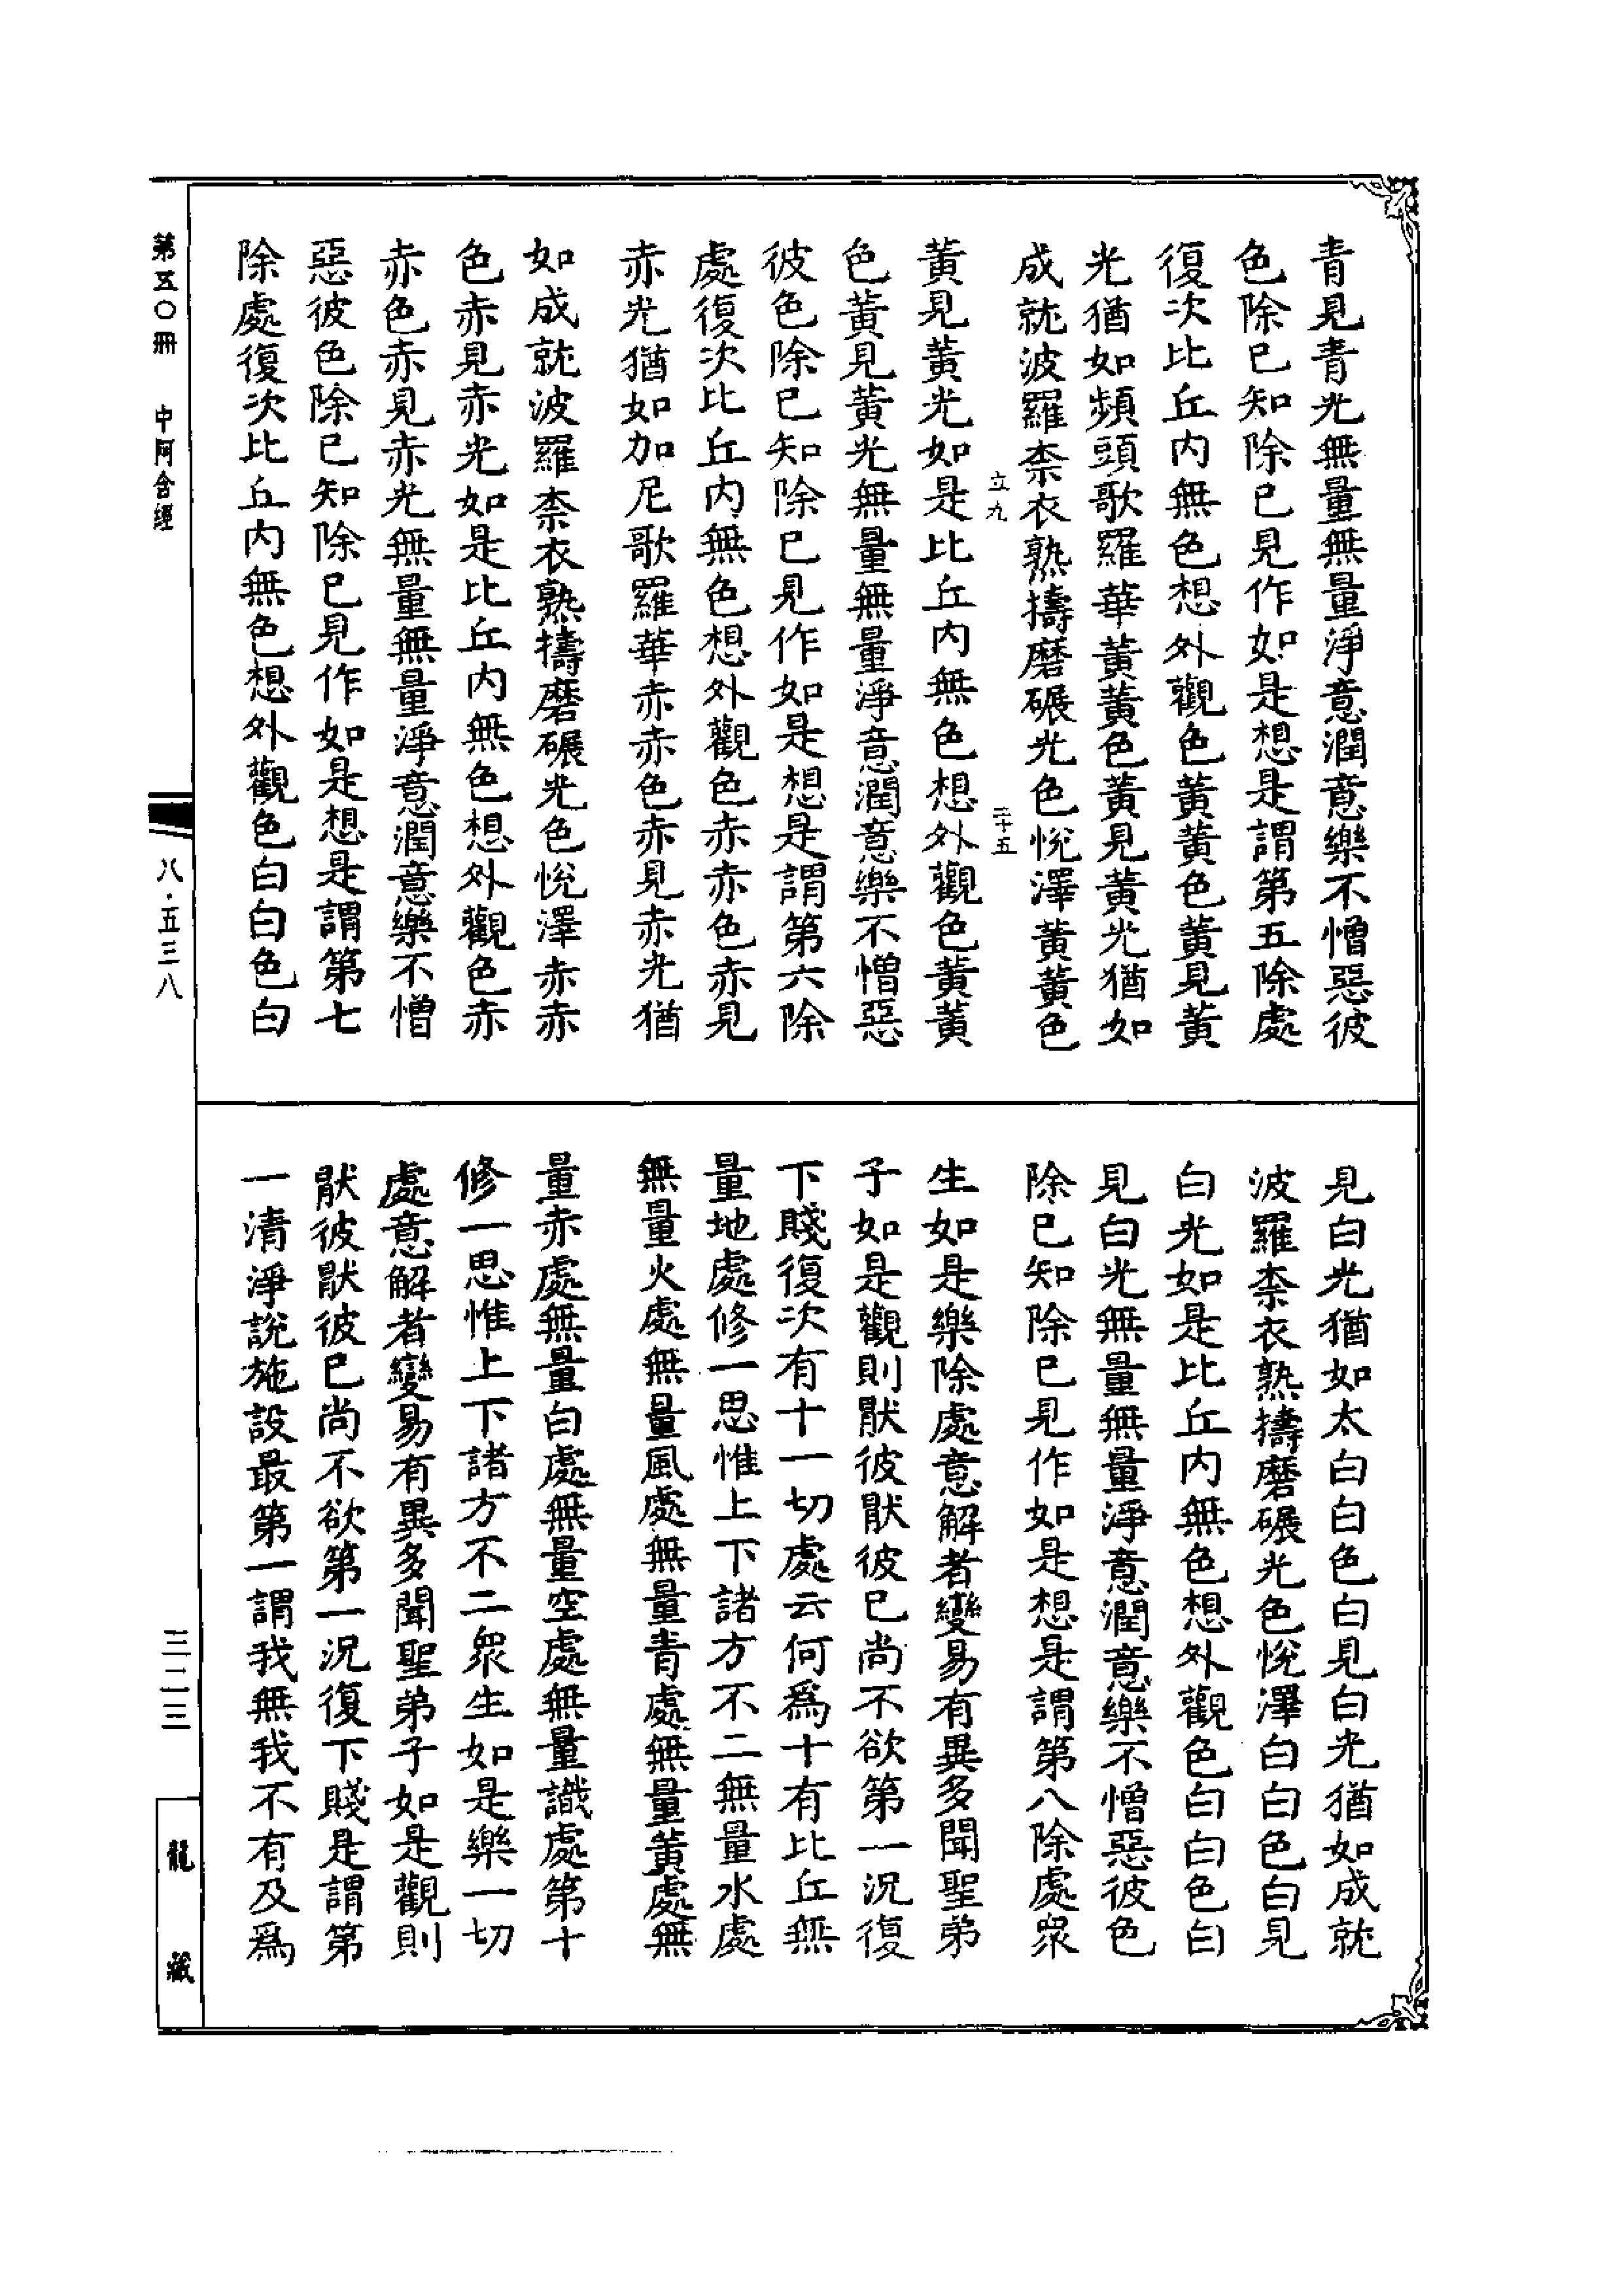 青見青光無量無量淨意潤意樂不憎惡彼
色除已知除已見作如是想是謂第五除處
復次比丘内無色想外觀色黃黃色黃見黃
光猶如頻頭歌羅華黃黃色黃見黃光猶如
成就波羅柰衣熟擣磨碾光色悅澤黃黃色
立九
二十五
黃見黃光如是比丘内無色想外觀色黃黃
色黃見黃光無量無量淨意潤意樂不憎惡
彼色除已知除已見作如是想是謂第六除
處復次比丘内無色想外觀色赤赤色赤見
赤光猶如加尼歌羅華赤赤色赤見赤光猶
如成就波羅柰衣熟擣磨碾光色悅澤赤赤
色赤見赤光如是比丘内無色想外觀色赤
赤色赤見赤光無量無量淨意潤意樂不憎
惡彼色除已知除已見作如是想是謂第七
除處復次比丘内無色想外觀色白白色白
見白光猶如太白白色白見白光猶如成就
波羅柰衣熟擣磨碾光色悅澤白白色白見
白光如是比丘内無色想外觀色白白色白
見白光無量無量淨意潤意樂不憎惡彼色
除已知除已見作如是想是謂第八除處衆
生如是樂除處意解者變易有異多聞聖弟
子如是觀則猒彼猒彼已尚不欲第一況復
下賤復次有十一切處云何爲十有比丘無
量地處修一思惟上下諸方不二無量水處
無量火處無量風處無量青處無量黃處無
量赤處無量白處無量空處無量識處第十
修一思惟上下諸方不二衆生如是樂一切
處意解者變易有異多聞聖弟子如是觀則
猒彼猒彼已尚不欲第一況復下賤是謂第
一清淨說施設最第一謂我無我不有及爲
第五〇冊 中阿含經
八·五三八
三二三
龍藏